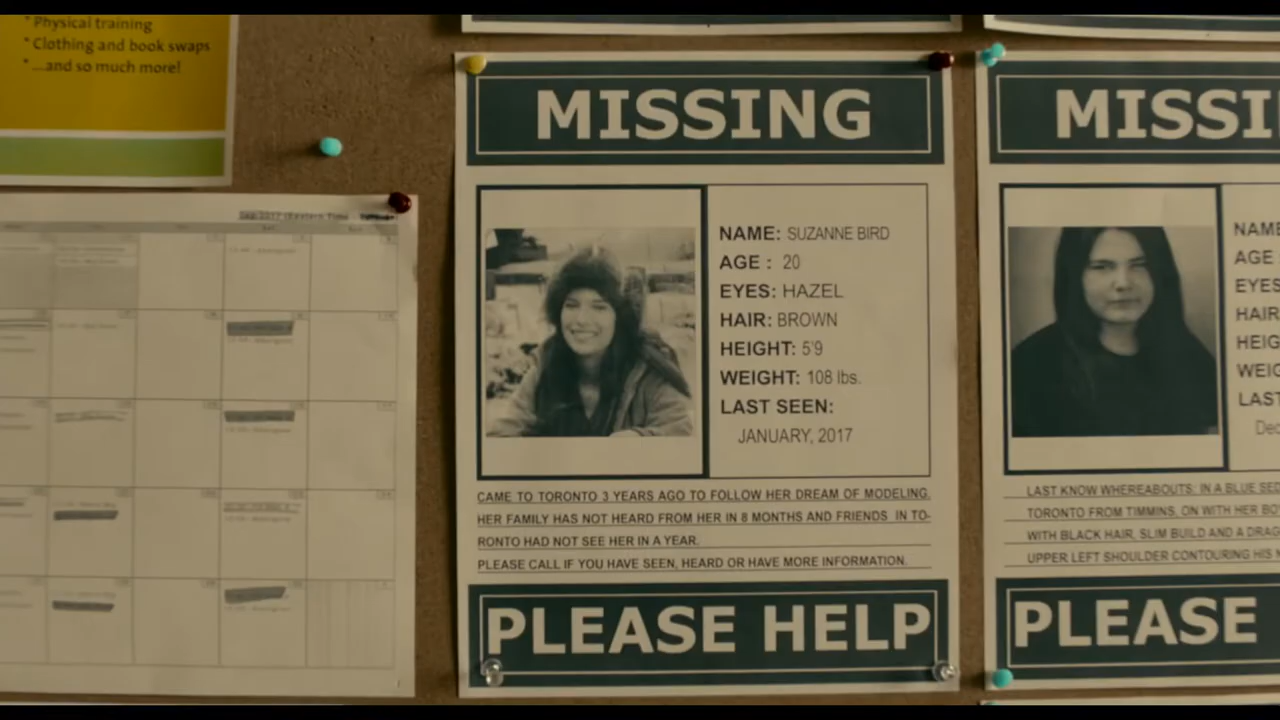 * Physical training
* Clothing and book swaps
* ...and so much more!
MISSING
NAME: SUZANNE BIRD
AGE : 20
EYES: HAZEL
HAIR: BROWN
HEIGHT: 5'9
WEIGHT: 108 lbs.
LAST SEEN:
JANUARY, 2017
CAME TO TORONTO 3 YEARS AGO TO FOLLOW HER DREAM OF MODELING.
HER FAMILY HAS NOT HEARD FROM HER IN 8 MONTHS AND FRIENDS IN TO-
RONTO HAD NOT SEE HER IN A YEAR.
PLEASE CALL IF YOU HAVE SEEN, HEARD OR HAVE MORE INFORMATION.
PLEASE HELP
MISSI
NAME
AGE
EYES
HAIR
HEIG
WEIG
LAST
Dec
LAST KNOW WHEREABOUTS: IN A BLUE SED
TORONTO FROM TIMMINS, ON WITH HER BO
WITH BLACK HAIR, SLIM BUILD AND A DRAG
UPPER LEFT SHOULDER CONTOURING HIS
PLEASE